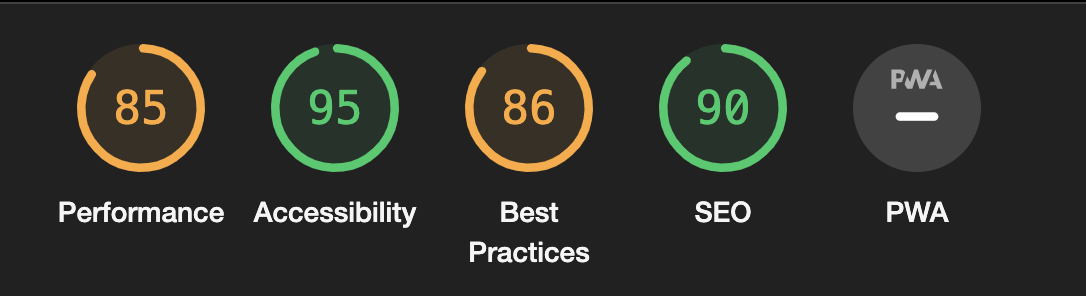 85
95
86
90
PWA
Performance
Accessibility
Best
Practices
SEO
PWA